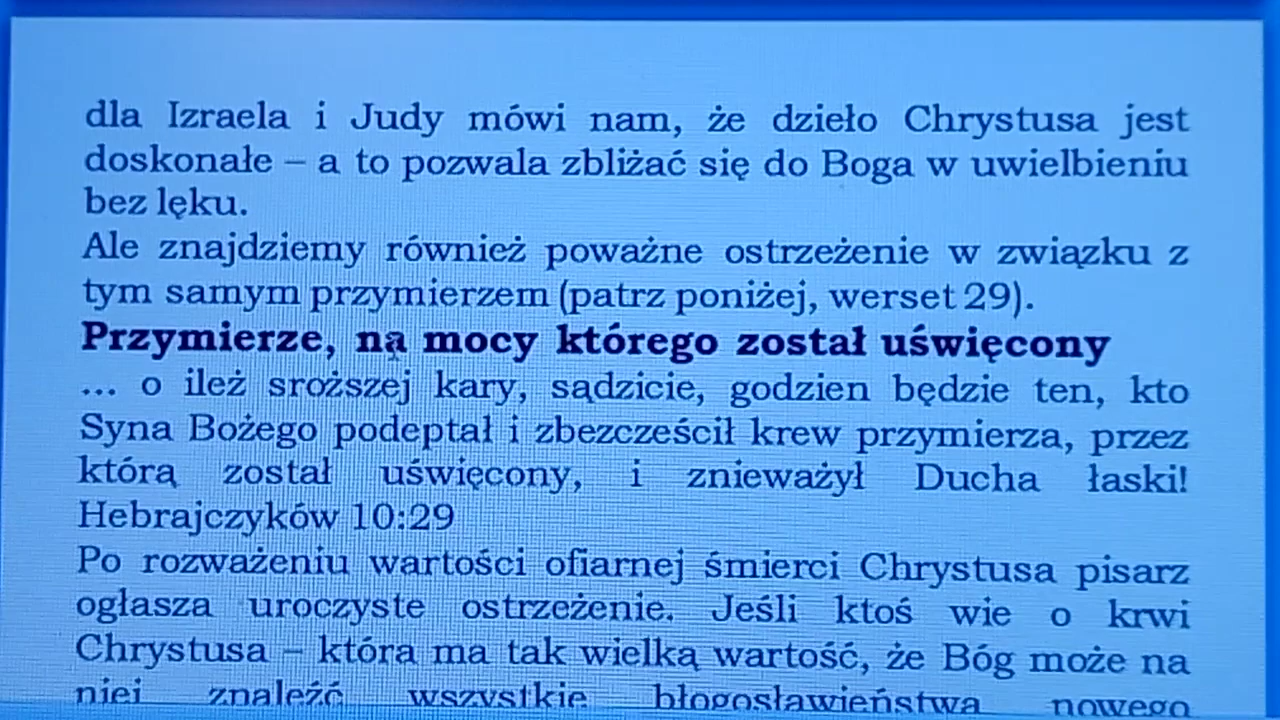 dla Izraela i Judy mówi nam, że dzieło Chrystusa jest
doskonałe – a to pozwala zbliżać się do Boga w uwielbieniu
bez lęku.
Ale znajdziemy również poważne ostrzeżenie w związku z
tym samym przymierzem (patrz poniżej, werset 29).
Przymierze, na mocy którego został uświęcony
... o ileż sroższej kary, sądzicie, godzien będzie ten, kto
Syna Bożego podeptał i zbezcześcił krew przymierza, przez
którą został uświęcony, i znieważył Ducha łaski!
Hebrajczyków 10:29
Po rozważeniu wartości ofiarnej śmierci Chrystusa pisarz
ogłasza uroczyste ostrzeżenie. Jeśli ktoś wie o krwi
Chrystusa – która ma tak wielką wartość, że Bóg może na
niej znaleźć wszystkie błogosławieństwa nowego